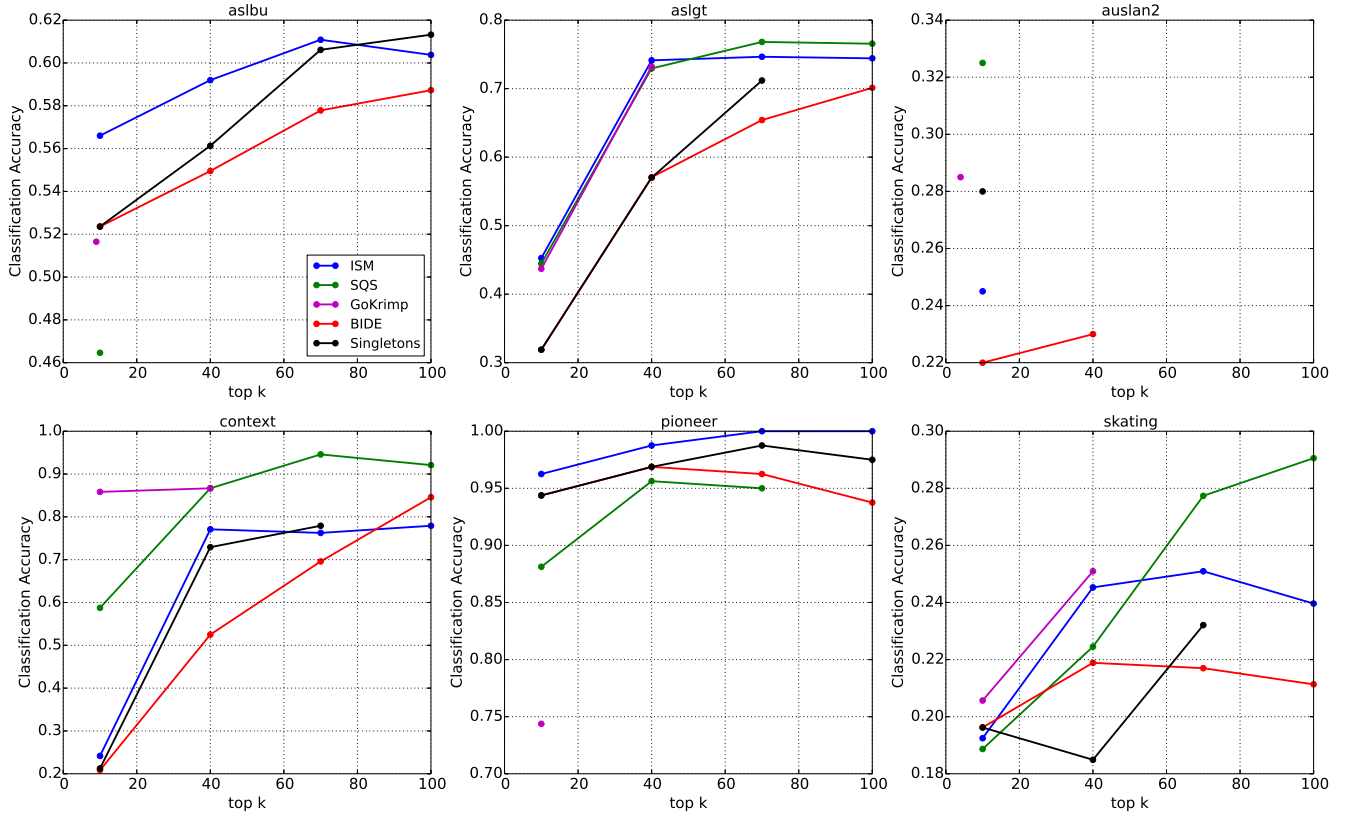 aslbu
Classification Accuracy
0.62
0.60
0.58
0.56
0.54
0.52
0.50
0.48
0.46
ISM
SQS
GoKrimp
BIDE
Singletons
0 20 40 60 80 100
top k
aslgt
Classification Accuracy
0.8
0.7
0.6
0.5
0.4
0.3
0 20 40 60 80 100
top k
auslan2
Classification Accuracy
0.34
0.32
0.30
0.28
0.26
0.24
0.22
0 20 40 60 80 100
top k
context
Classification Accuracy
1.0
0.9
0.8
0.7
0.6
0.5
0.4
0.3
0.2
0 20 40 60 80 100
top k
pioneer
Classification Accuracy
1.00
0.95
0.90
0.85
0.80
0.75
0.70
0 20 40 60 80 100
top k
skating
Classification Accuracy
0.30
0.28
0.26
0.24
0.22
0.20
0.18
0 20 40 60 80 100
top k